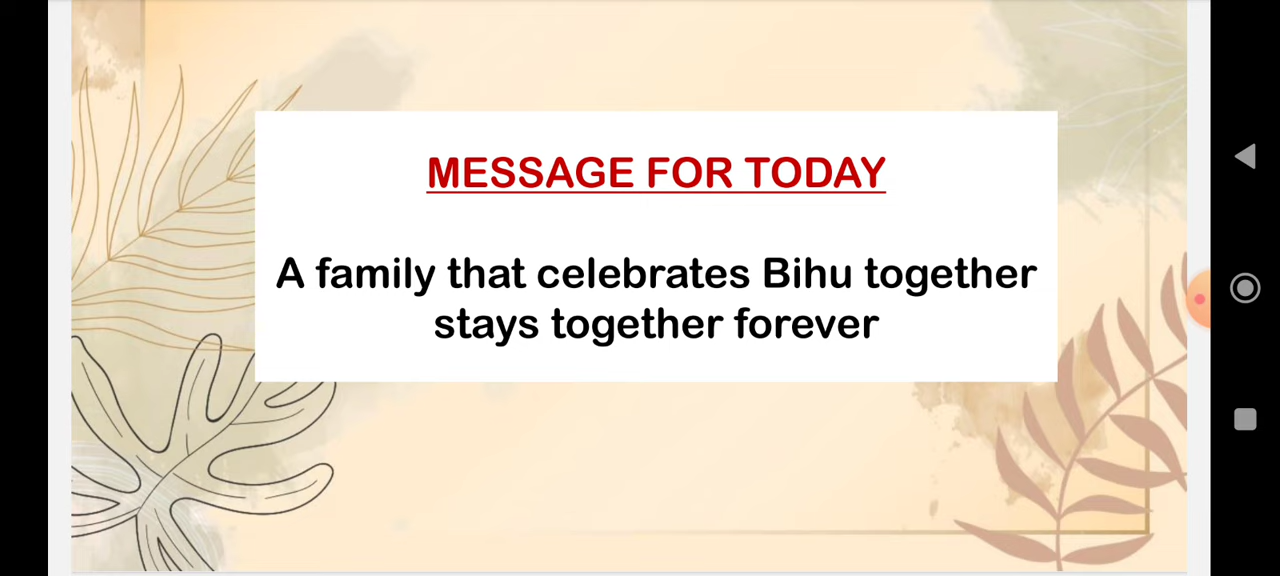 MESSAGE FOR TODAY
A family that celebrates Bihu together
stays together forever